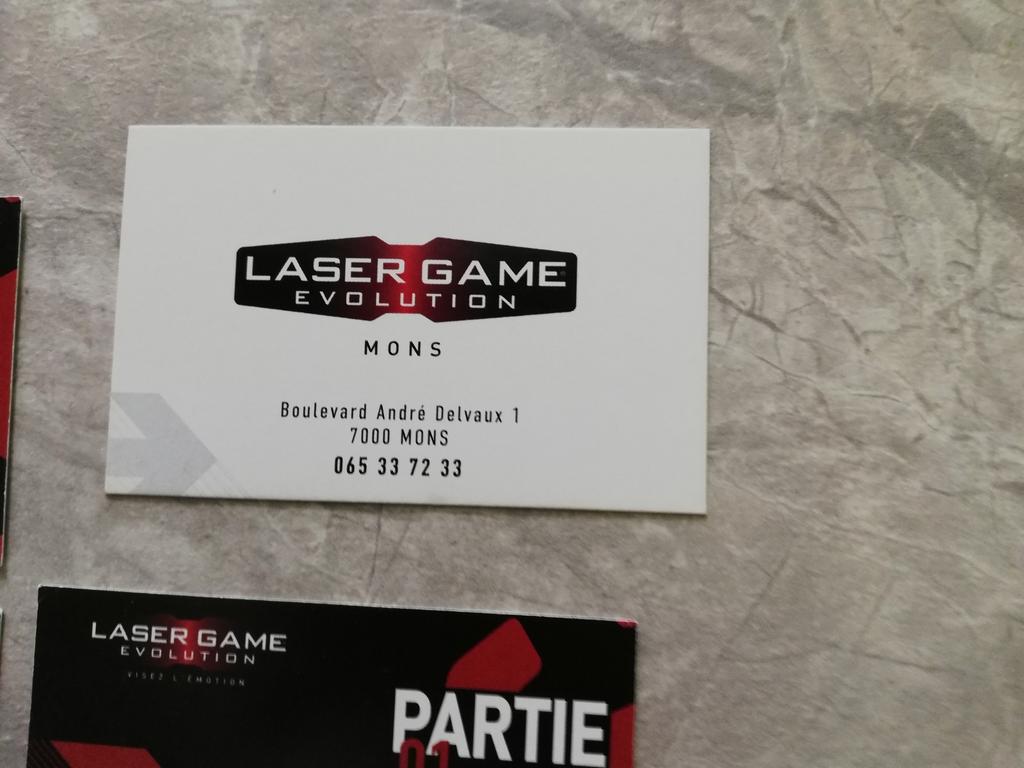 LASER GAME
EVOLUTION
MONS
Boulevard André Delvaux 1
7000 MONS
065 33 72 33
LASER GAME
EVOLUTION
VISEZ L'ÉMOTION
PARTIE
01